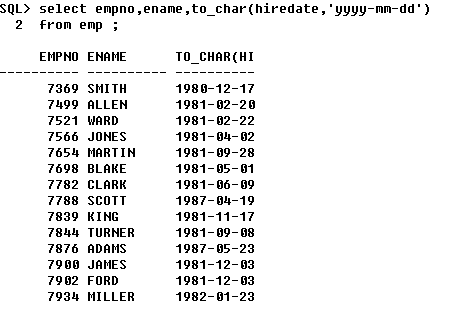 SQL> select empno,ename,to_char(hiredate,'yyyy-mm-dd')
  2  from emp ;

     EMPNO ENAME      TO_CHAR(HI
---------- ---------- ----------
      7369 SMITH      1980-12-17
      7499 ALLEN      1981-02-20
      7521 WARD       1981-02-22
      7566 JONES      1981-04-02
      7654 MARTIN     1981-09-28
      7698 BLAKE      1981-05-01
      7782 CLARK      1981-06-09
      7788 SCOTT      1987-04-19
      7839 KING       1981-11-17
      7844 TURNER     1981-09-08
      7876 ADAMS      1987-05-23
      7900 JAMES      1981-12-03
      7902 FORD       1981-12-03
      7934 MILLER     1982-01-23